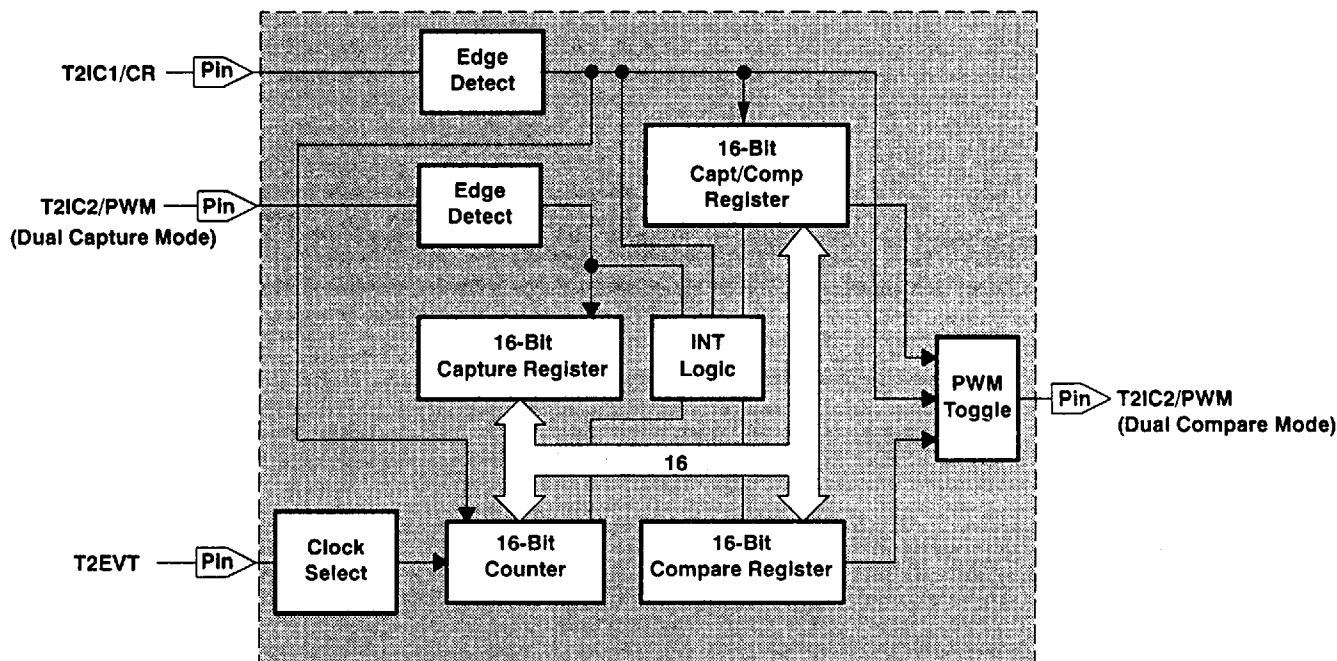 T2IC1/CR
Pin
Edge
Detect
16-Bit
Capt/Comp
Register
T2IC2/PWM
(Dual Capture Mode)
Pin
Edge
Detect
16-Bit
Capture Register
INT
Logic
PWM
Toggle
Pin
T2IC2/PWM
(Dual Compare Mode)
16
T2EVT
Pin
Clock
Select
16-Bit
Counter
16-Bit
Compare Register